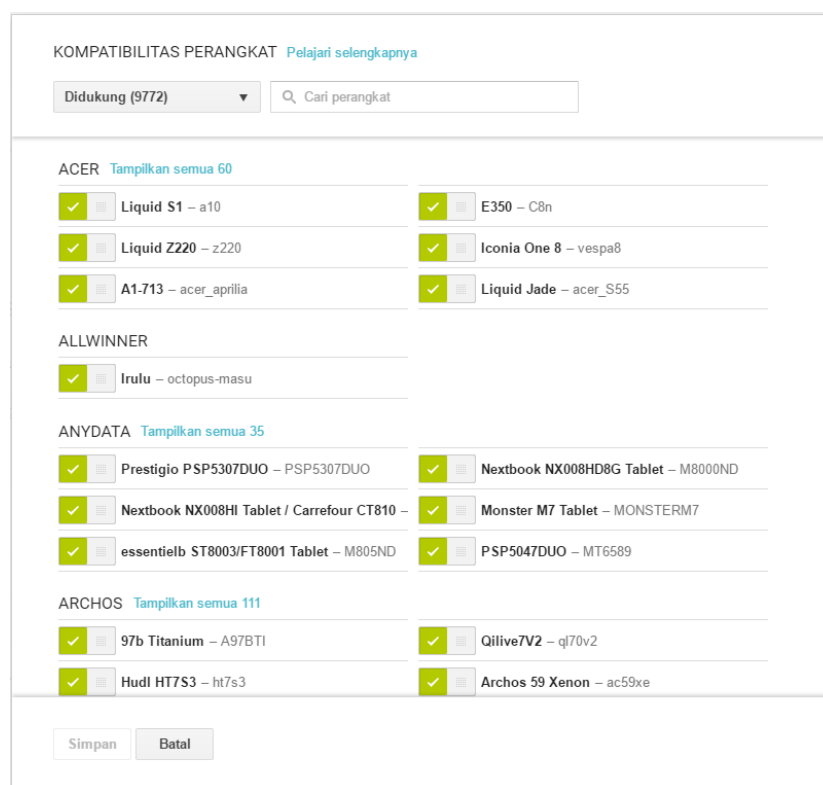 KOMPATIBILITAS PERANGKAT Pelajari selengkapnya
Didukung (9772) Cari perangkat
ACER Tampilkan semua 60
Liquid S1 – a10 E350 – C8n
Liquid Z220 – z220 Iconia One 8 – vespa8
A1-713 – acer_aprilia Liquid Jade – acer_S55
ALLWINNER
Irulu – octopus-masu
ANYDATA Tampilkan semua 35
Prestigio PSP5307DUO – PSP5307DUO Nextbook NX008HD8G Tablet – M8000ND
Nextbook NX008HI Tablet / Carrefour CT810 – Monster M7 Tablet – MONSTERM7
essentielb ST8003/FT8001 Tablet – M805ND PSP5047DUO – MT6589
ARCHOS Tampilkan semua 111
97b Titanium – A97BTI Qilive7V2 – ql70v2
Hudl HT7S3 – ht7s3 Archos 59 Xenon – ac59xe
Simpan Batal